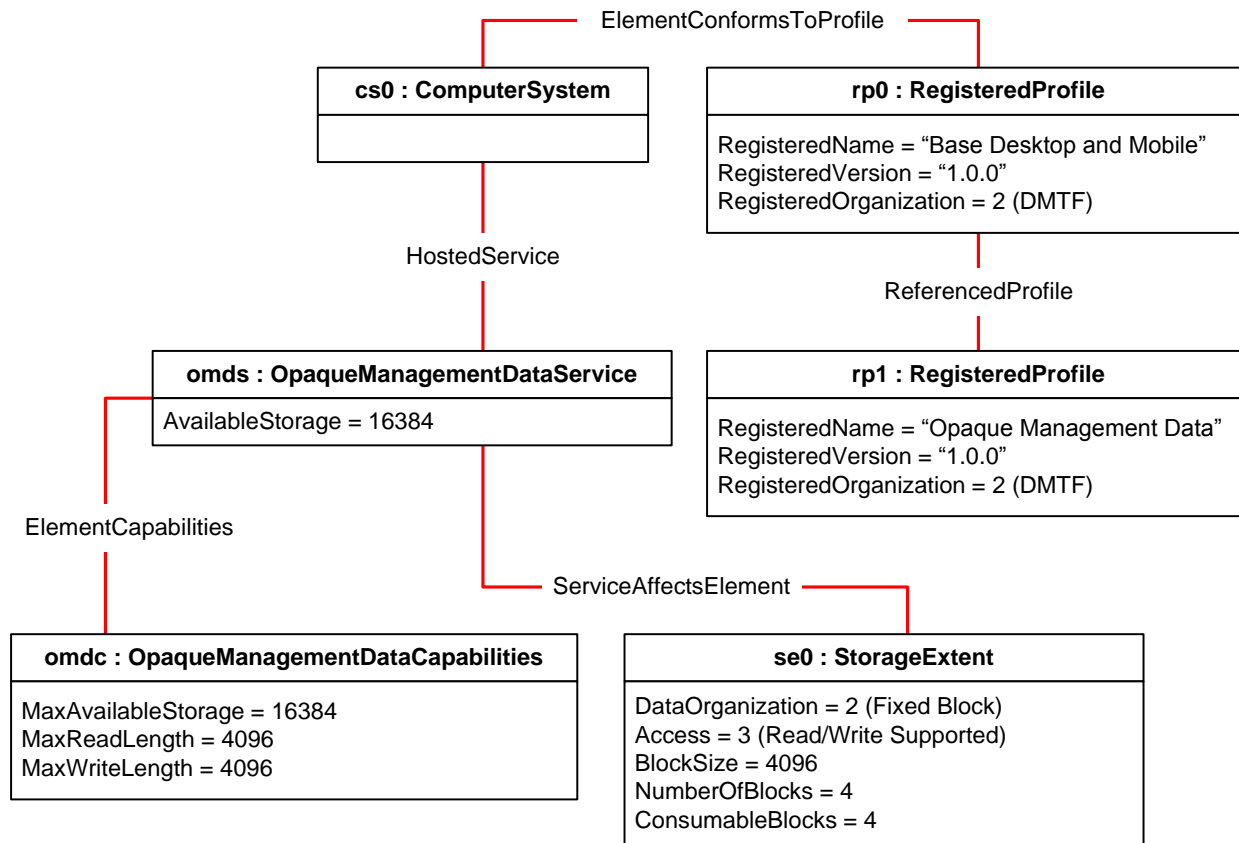 ElementConformsToProfile
cs0 : ComputerSystem
rp0 : RegisteredProfile
RegisteredName = “Base Desktop and Mobile”
RegisteredVersion = “1.0.0”
RegisteredOrganization = 2 (DMTF)
HostedService
ReferencedProfile
omds : OpaqueManagementDataService
AvailableStorage = 16384
rp1 : RegisteredProfile
RegisteredName = “Opaque Management Data”
RegisteredVersion = “1.0.0”
RegisteredOrganization = 2 (DMTF)
ElementCapabilities
ServiceAffectsElement
omdc : OpaqueManagementDataCapabilities
MaxAvailableStorage = 16384
MaxReadLength = 4096
MaxWriteLength = 4096
se0 : StorageExtent
DataOrganization = 2 (Fixed Block)
Access = 3 (Read/Write Supported)
BlockSize = 4096
NumberOfBlocks = 4
ConsumableBlocks = 4